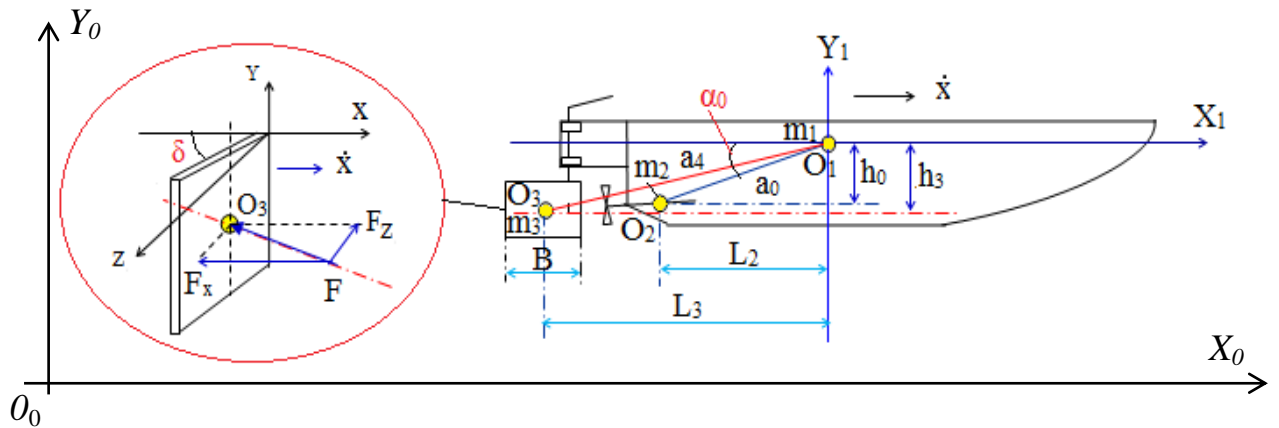 Y₀
Y
X
δ
ẋ
O₃
F_Z
Z
Fₓ
F
Y₁
α₀
ẋ
X₁
m₁
O₁
a₄
m₂
a₀
h₀
h₃
O₃
m₃
O₂
B
L₂
L₃
X₀
O₀